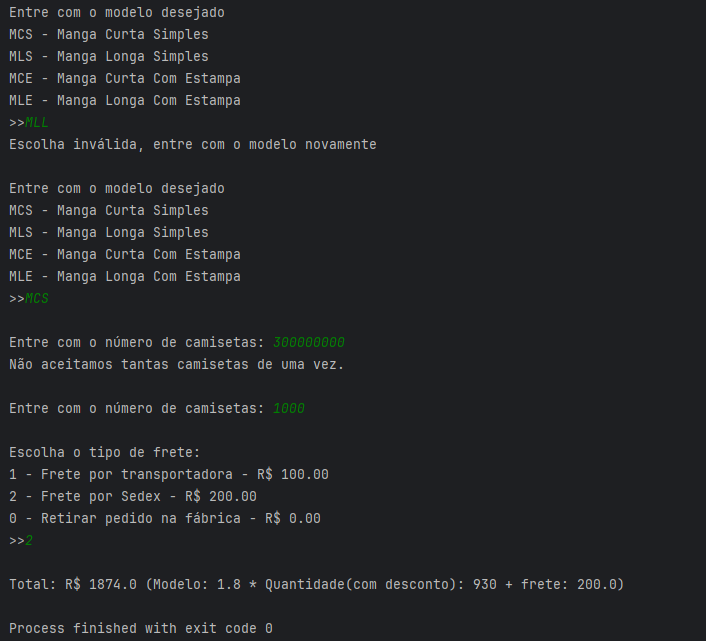 Entre com o modelo desejado
MCS - Manga Curta Simples
MLS - Manga Longa Simples
MCE - Manga Curta Com Estampa
MLE - Manga Longa Com Estampa
>>MLL
Escolha inválida, entre com o modelo novamente
Entre com o modelo desejado
MCS - Manga Curta Simples
MLS - Manga Longa Simples
MCE - Manga Curta Com Estampa
MLE - Manga Longa Com Estampa
>>MCS
Entre com o número de camisetas: 300000000
Não aceitamos tantas camisetas de uma vez.
Entre com o número de camisetas: 1000
Escolha o tipo de frete:
1 - Frete por transportadora - R$ 100.00
2 - Frete por Sedex - R$ 200.00
0 - Retirar pedido na fábrica - R$ 0.00
>>2
Total: R$ 1874.0 (Modelo: 1.8 * Quantidade(com desconto): 930 + frete: 200.0)
Process finished with exit code 0